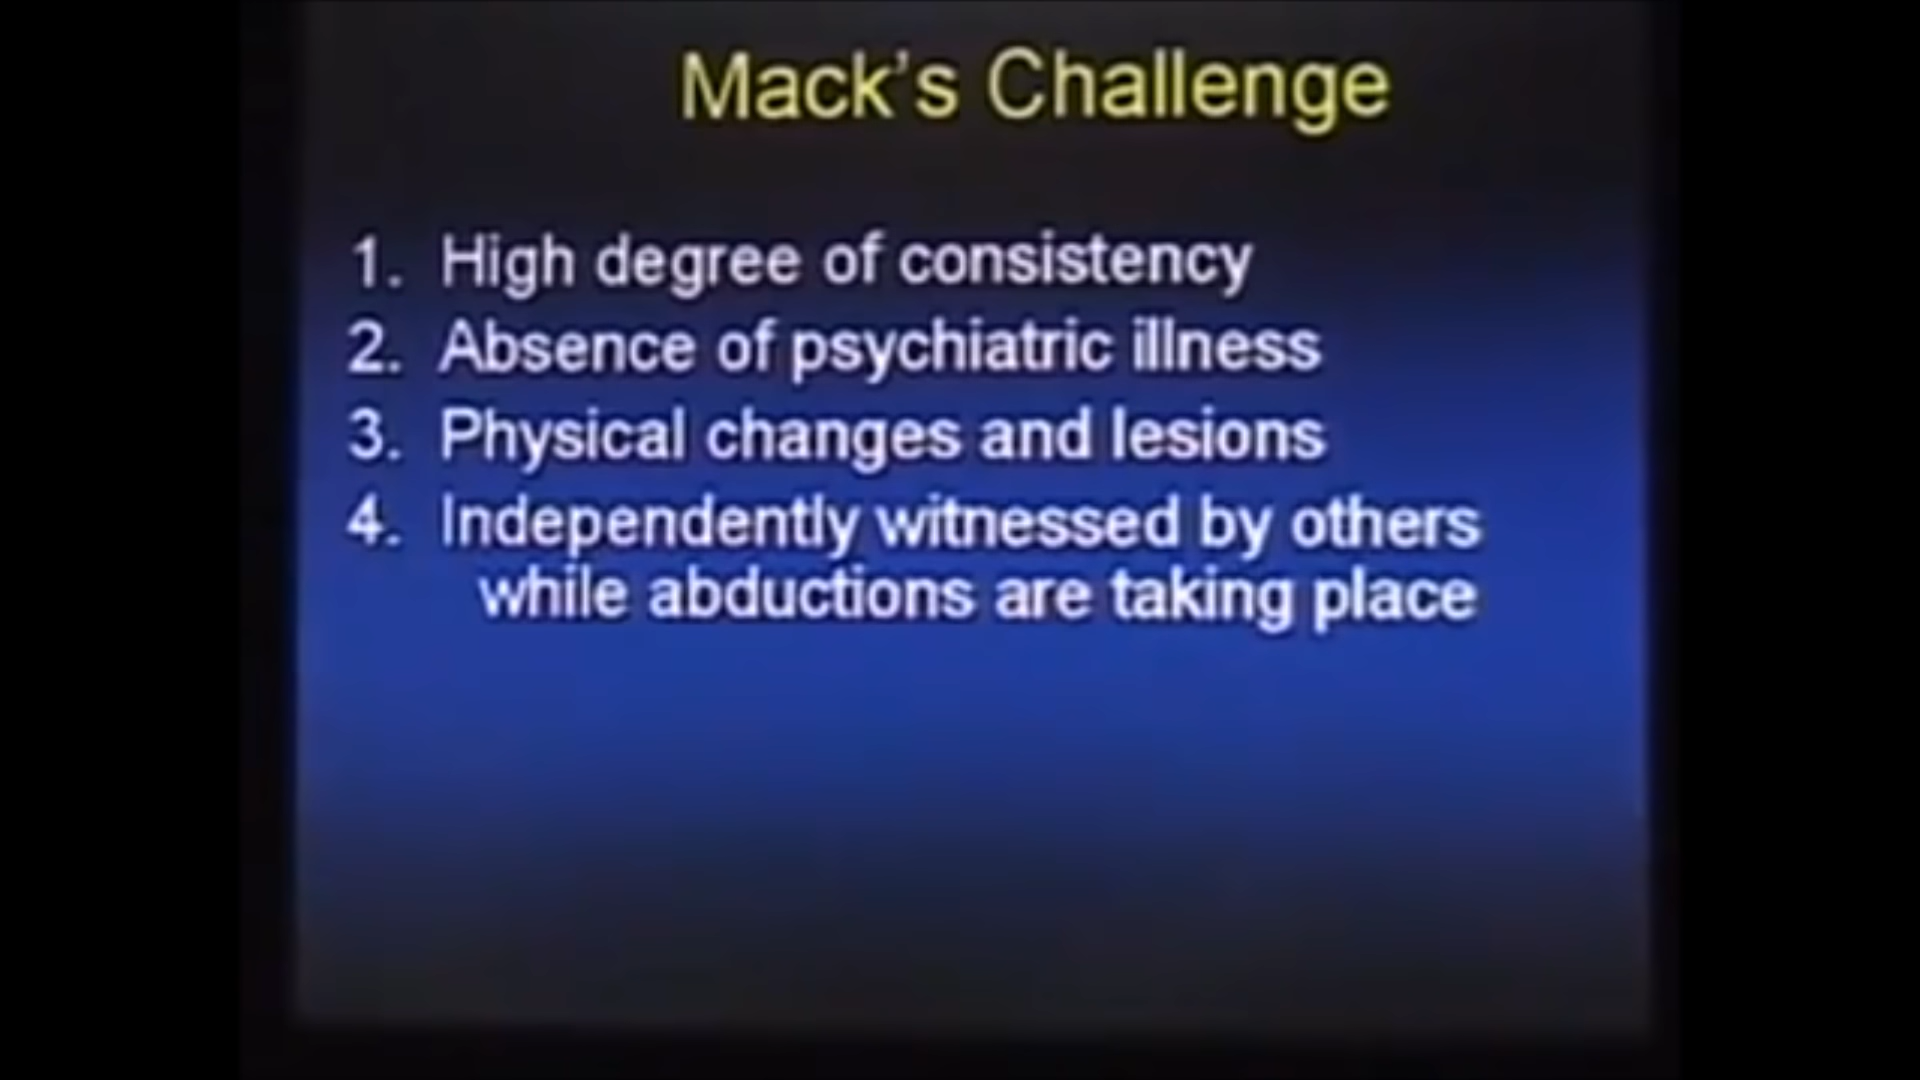 Mack's Challenge
1. High degree of consistency
2. Absence of psychiatric illness
3. Physical changes and lesions
4. Independently witnessed by others
while abductions are taking place